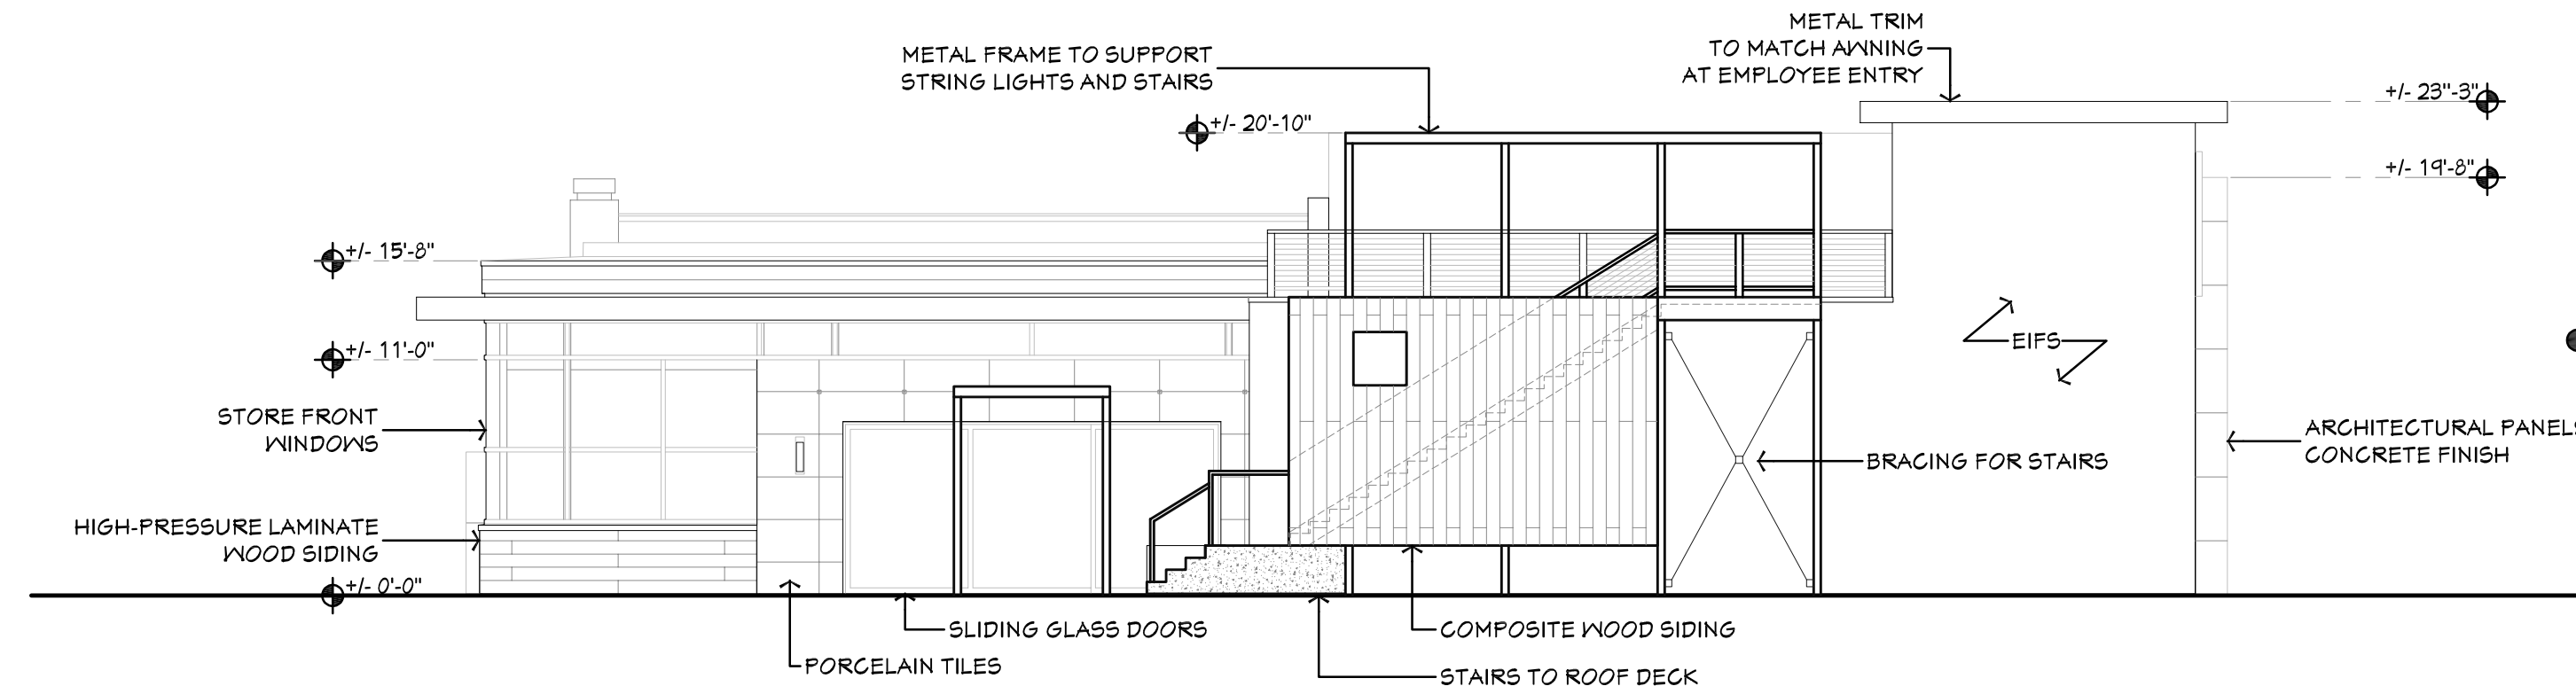 METAL TRIM
TO MATCH AWNING
AT EMPLOYEE ENTRY
METAL FRAME TO SUPPORT
STRING LIGHTS AND STAIRS
+/- 23"-3"
+/- 20'-10"
+/- 19'-8"
+/- 15'-8"
+/- 11'-0"
EIFS
STORE FRONT
WINDOWS
ARCHITECTURAL PANELS
CONCRETE FINISH
BRACING FOR STAIRS
HIGH-PRESSURE LAMINATE
WOOD SIDING
+/- 0'-0"
SLIDING GLASS DOORS
COMPOSITE WOOD SIDING
PORCELAIN TILES
STAIRS TO ROOF DECK